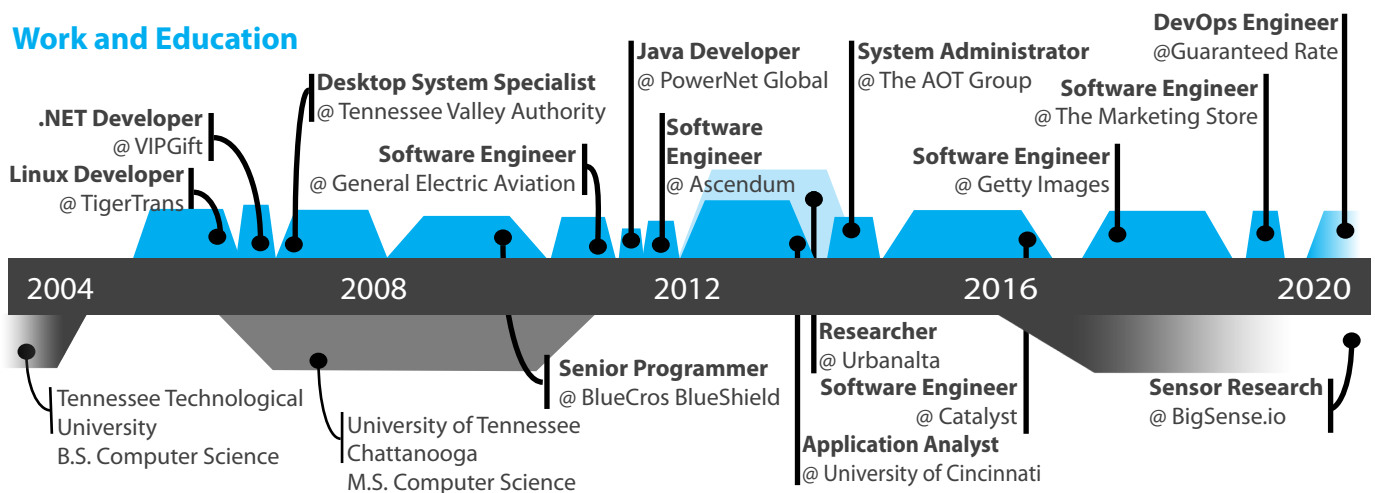 Work and Education
DevOps Engineer
@Guaranteed Rate
Java Developer
@ PowerNet Global
System Administrator
@ The AOT Group
Desktop System Specialist
@ Tennessee Valley Authority
Software Engineer
@ The Marketing Store
.NET Developer
@ VIPGift
Software
Engineer
@ Ascendum
Software Engineer
@ General Electric Aviation
Software Engineer
@ Getty Images
Linux Developer
@ TigerTrans
2004
2008
2012
2016
2020
Researcher
@ Urbanalta
Senior Programmer
@ BlueCros BlueShield
Software Engineer
@ Catalyst
Sensor Research
@ BigSense.io
Tennessee Technological
University
B.S. Computer Science
University of Tennessee
Chattanooga
M.S. Computer Science
Application Analyst
@ University of Cincinnati